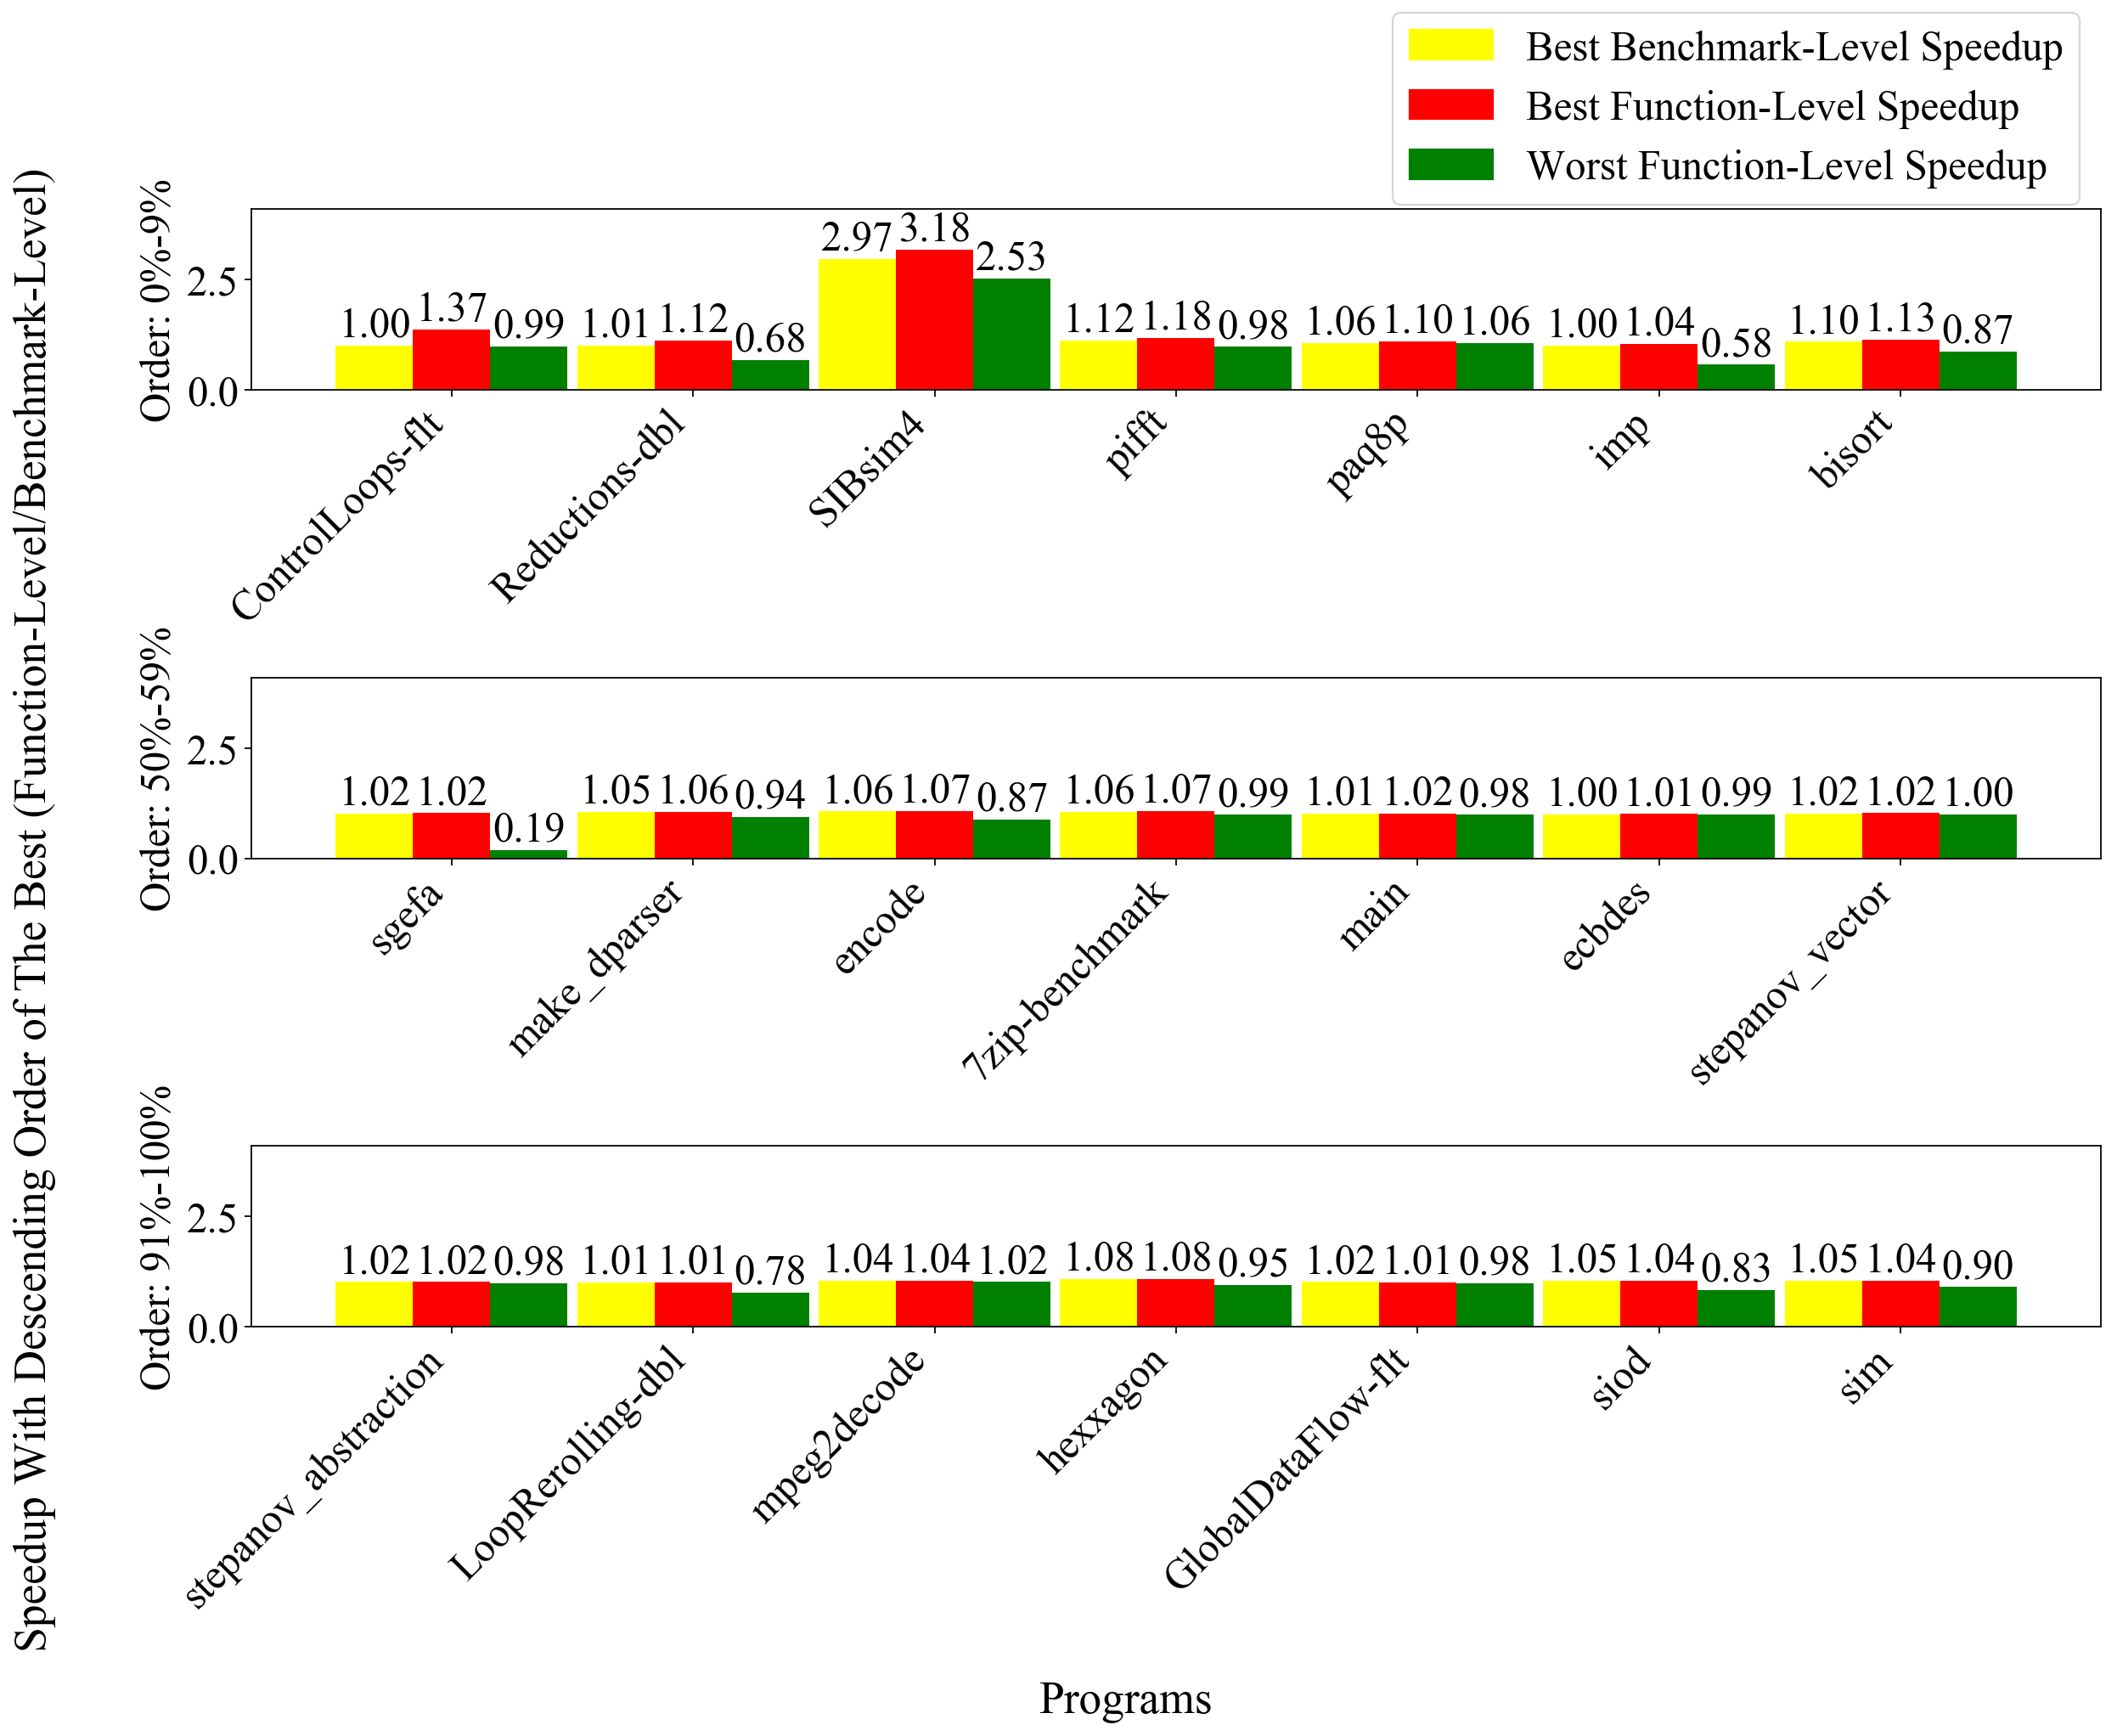 Best Benchmark-Level Speedup
Best Function-Level Speedup
Worst Function-Level Speedup
Speedup With Descending Order of The Best (Function-Level/Benchmark-Level)
Order: 0%-9%
2.5
0.0
1.00 1.37 0.99 1.01 1.12 0.68 2.97 3.18 2.53 1.12 1.18 0.98 1.06 1.10 1.06 1.00 1.04 0.58 1.10 1.13 0.87
ControlLoops-flt
Reductions-dbl
SIBsim4
pifft
paq8p
imp
bisort
Order: 50%-59%
2.5
0.0
1.02 1.02 0.19 1.05 1.06 0.94 1.06 1.07 0.87 1.06 1.07 0.99 1.01 1.02 0.98 1.00 1.01 0.99 1.02 1.02 1.00
sgefa
make_dparser
encode
7zip-benchmark
main
ecbdes
stepanov_vector
Order: 91%-100%
2.5
0.0
1.02 1.02 0.98 1.01 1.01 0.78 1.04 1.04 1.02 1.08 1.08 0.95 1.02 1.01 0.98 1.05 1.04 0.83 1.05 1.04 0.90
stepanov_abstraction
LoopRerolling-dbl
mpeg2decode
hexxagon
GlobalDataFlow-flt
siod
sim
Programs